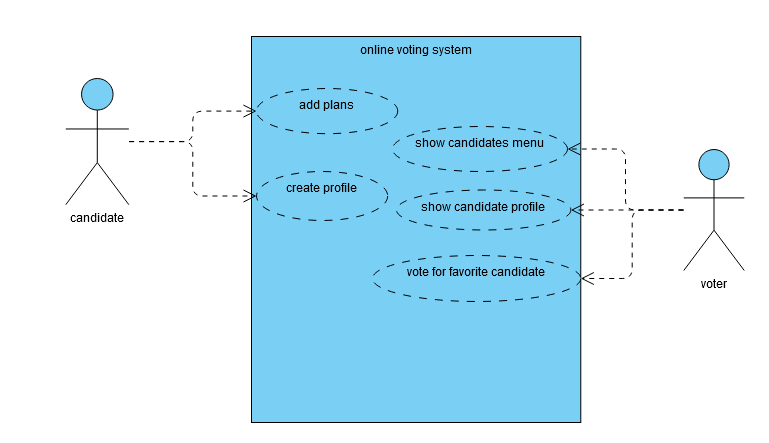 online voting system
add plans
show candidates menu
create profile
show candidate profile
candidate
vote for favorite candidate
voter